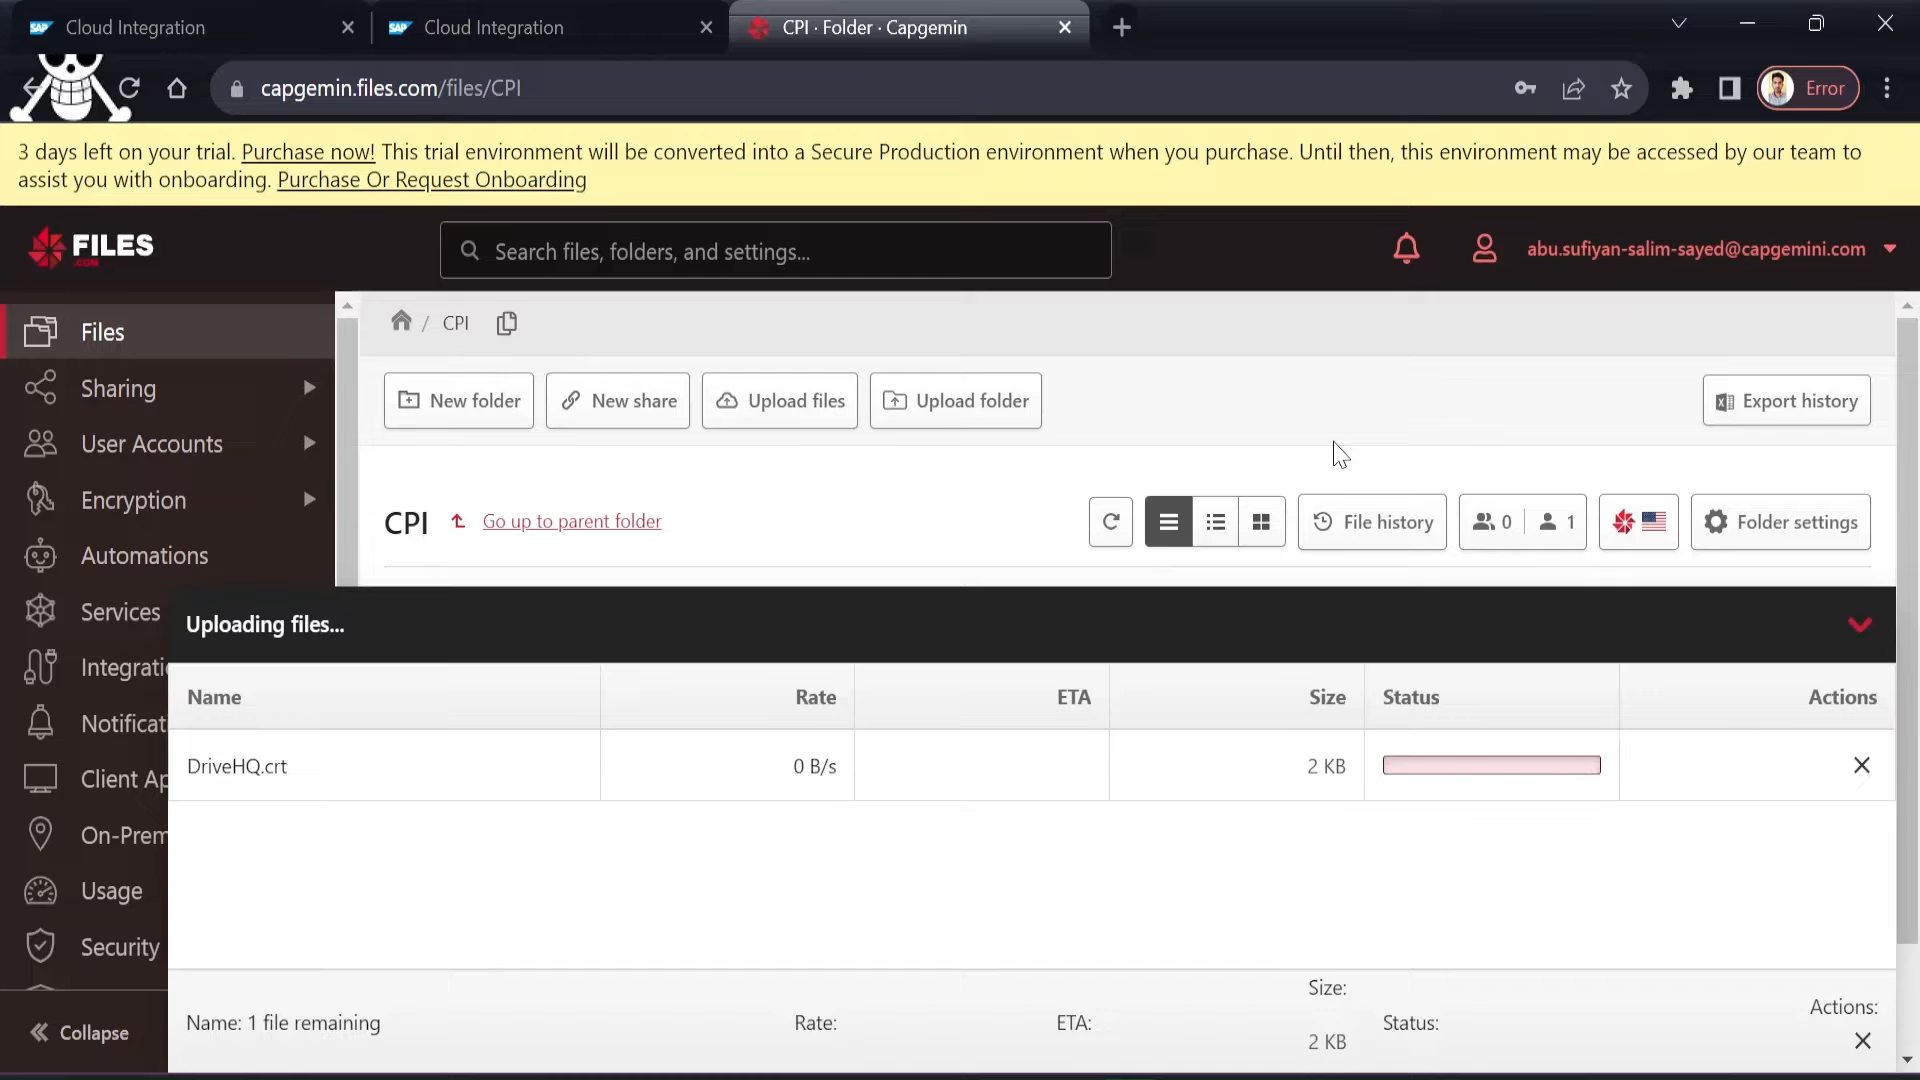 Cloud Integration
Cloud Integration
CPI · Folder · Capgemin
capgemin.files.com/files/CPI
Error
3 days left on your trial. Purchase now! This trial environment will be converted into a Secure Production environment when you purchase. Until then, this environment may be accessed by our team to
assist you with onboarding. Purchase Or Request Onboarding
FILES
.COM
Search files, folders, and settings...
abu.sufiyan-salim-sayed@capgemini.com
Files
Sharing
User Accounts
Encryption
Automations
Services
Integratio
Notificat
Client Ap
On-Prem
Usage
Security
Collapse
/ CPI
New folder
New share
Upload files
Upload folder
Export history
CPI
Go up to parent folder
File history
0
1
Folder settings
Uploading files...
Name Rate ETA Size Status Actions
DriveHQ.crt 0 B/s 2 KB
Name: 1 file remaining Rate: ETA: Size: 2 KB Status: Actions: